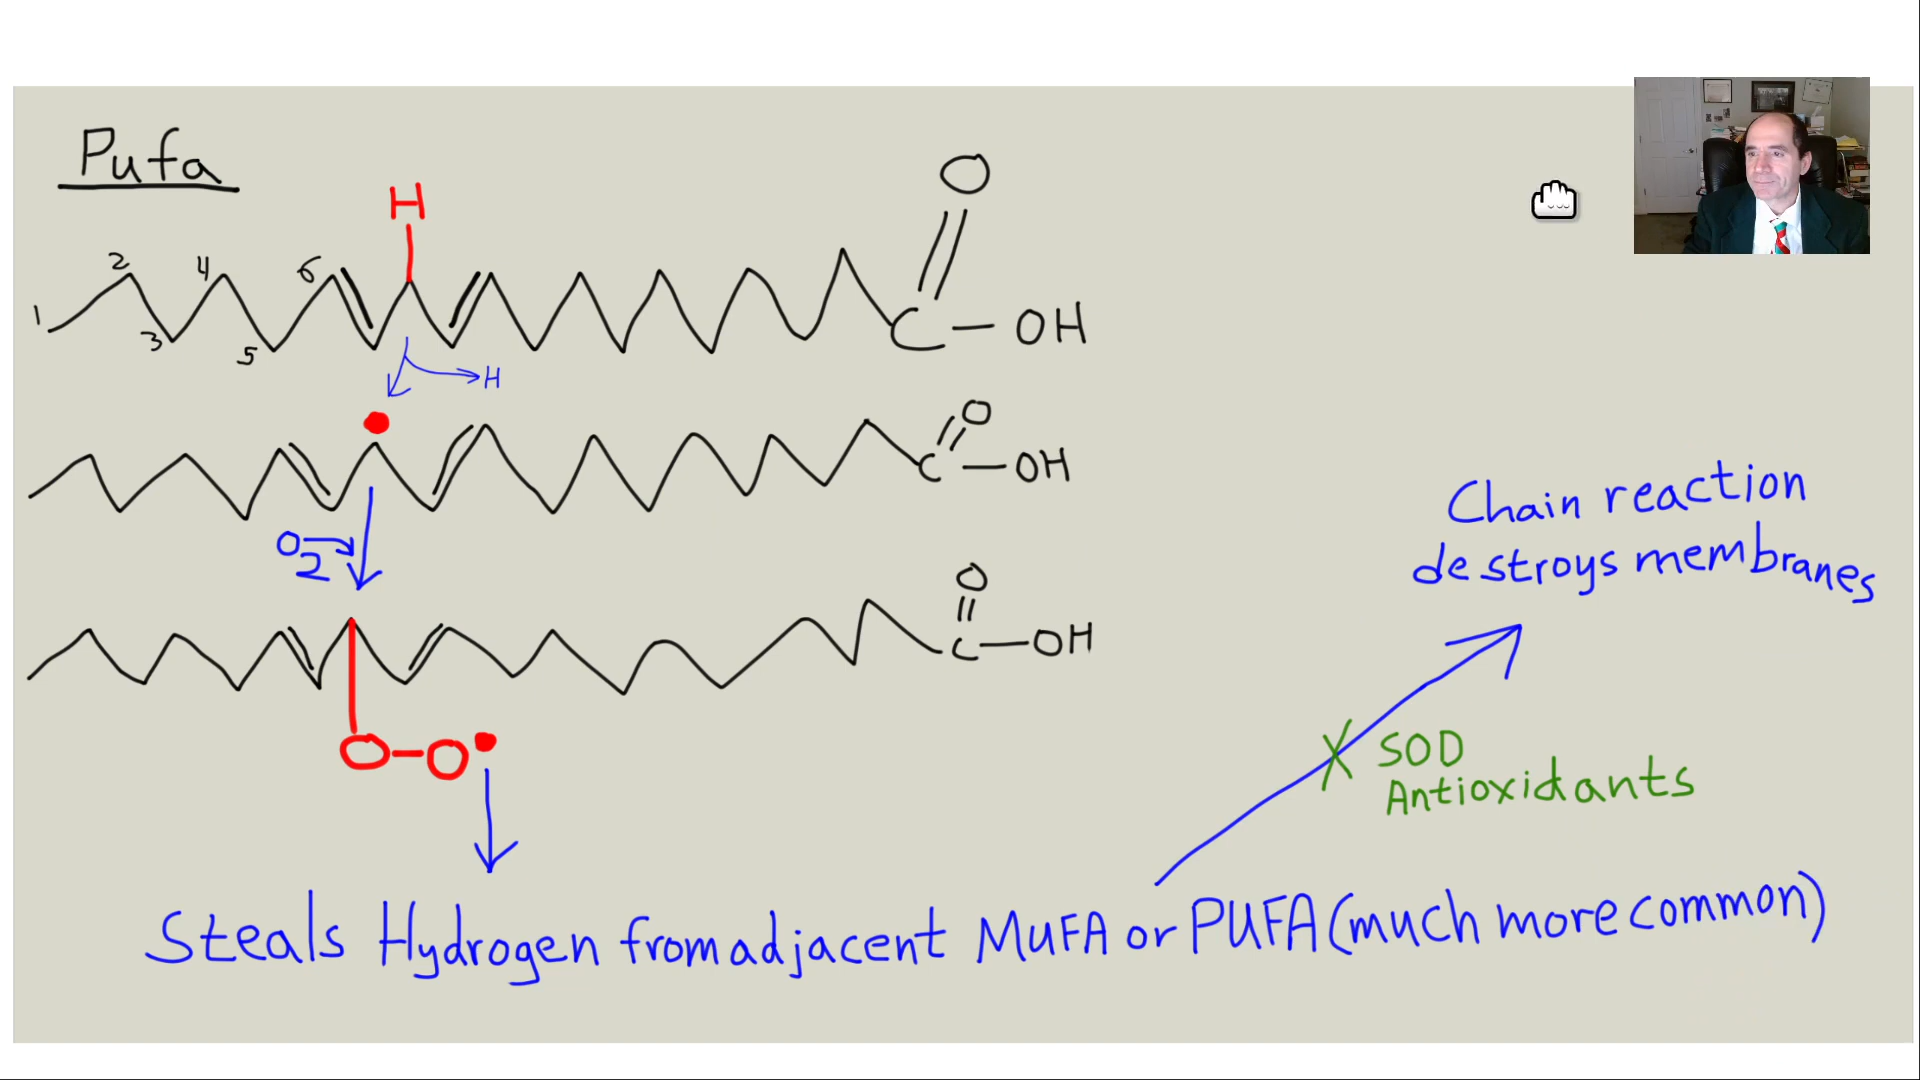 Pufa
H
O
1 2 3 4 5 6
C – OH
H
O
C – OH
O2
O
C – OH
O–O•
Chain reaction
destroys membranes
X SOD
Antioxidants
Steals Hydrogen from adjacent MUFA or PUFA (much more common)